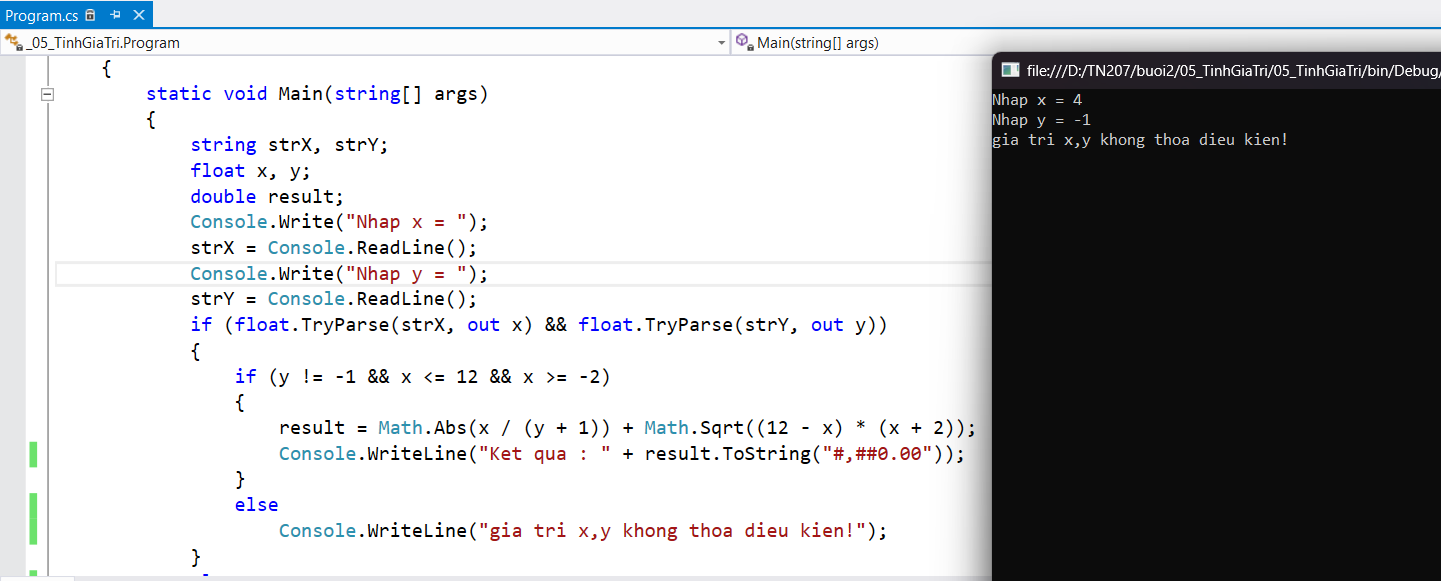 Program.cs
_05_TinhGiaTri.Program
Main(string[] args)
{
static void Main(string[] args)
{
string strX, strY;
float x, y;
double result;
Console.Write("Nhap x = ");
strX = Console.ReadLine();
Console.Write("Nhap y = ");
strY = Console.ReadLine();
if (float.TryParse(strX, out x) && float.TryParse(strY, out y))
{
if (y != -1 && x <= 12 && x >= -2)
{
result = Math.Abs(x / (y + 1)) + Math.Sqrt((12 - x) * (x + 2));
Console.WriteLine("Ket qua : " + result.ToString("#,##0.00"));
}
else
Console.WriteLine("gia tri x,y khong thoa dieu kien!");
}
file:///D:/TN207/buoi2/05_TinhGiaTri/05_TinhGiaTri/bin/Debug/
Nhap x = 4
Nhap y = -1
gia tri x,y khong thoa dieu kien!